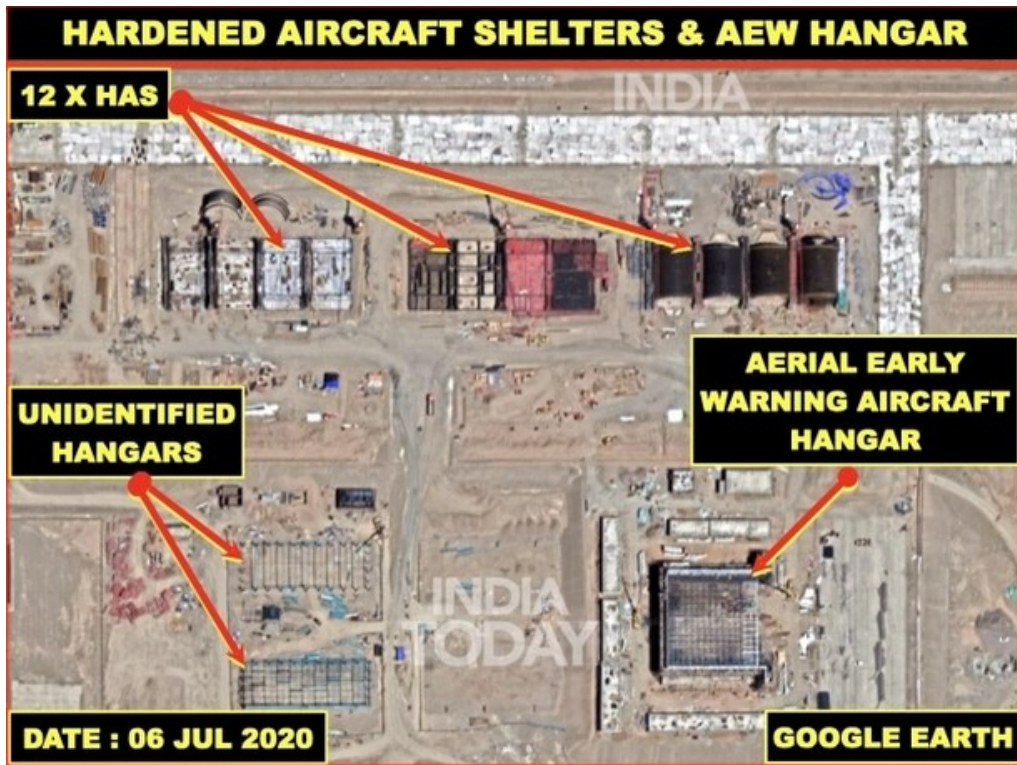 HARDENED AIRCRAFT SHELTERS & AEW HANGAR
12 X HAS
INDIA
AERIAL EARLY
WARNING AIRCRAFT
HANGAR
UNIDENTIFIED
HANGARS
INDIA
TODAY
DATE : 06 JUL 2020
GOOGLE EARTH